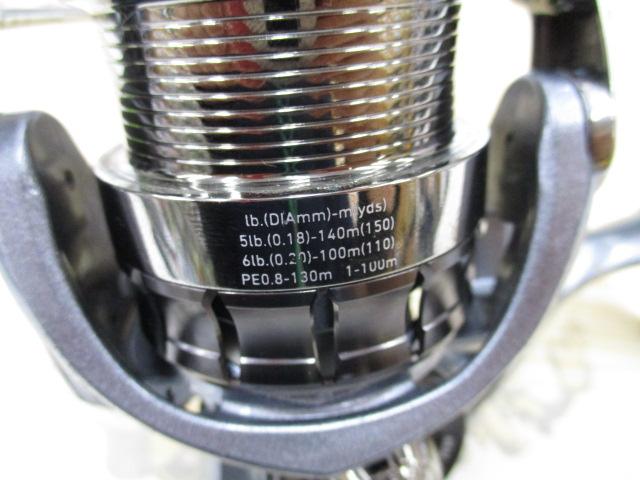 lb.(DIAmm)-m(yds)
5lb.(0.18)-140m(150)
6lb.(0.20)-100m(110)
PE0.8-130m 1-100m